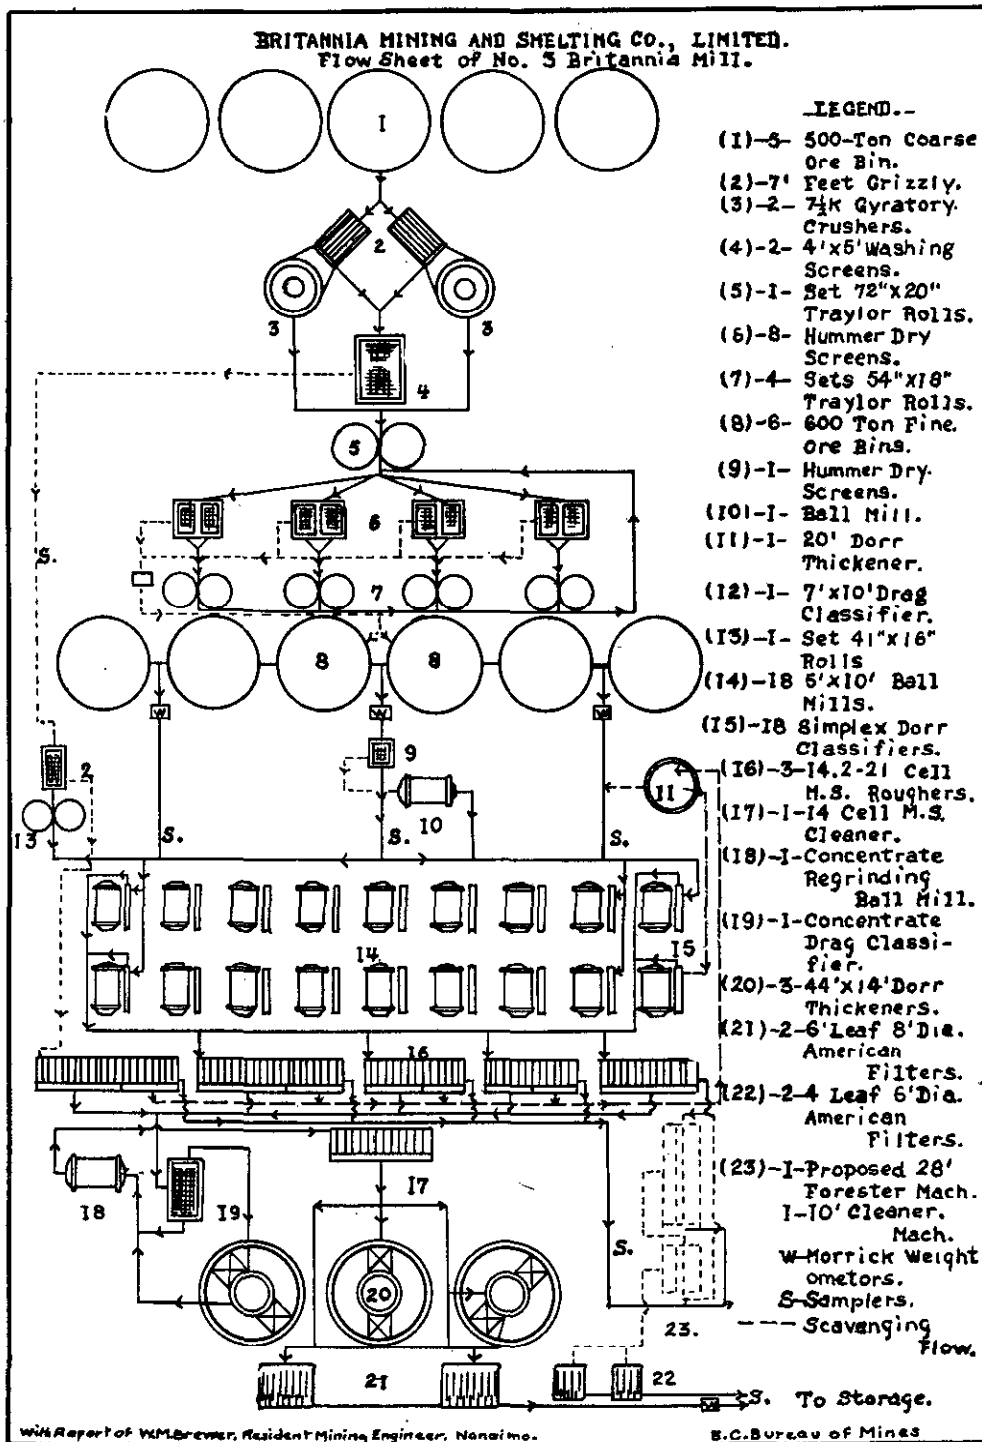 BRITANNIA MINING AND SMELTING CO., LIMITED.
Flow Sheet of No. 3 Britannia Mill.
LEGEND.--
(1)-5- 500-Ton Coarse
Ore Bin.
(2)-7' Feet Grizzly.
(3)-2- 7½K Gyratory
Crushers.
(4)-2- 4'x5' Washing
Screens.
(5)-1- Set 72"x20"
Traylor Rolls.
(6)-8- Hummer Dry
Screens.
(7)-4- Sets 54"x18"
Traylor Rolls.
(8)-6- 600 Ton Fine
Ore Bins.
(9)-1- Hummer Dry
Screens.
(10)-1- Ball Mill.
(11)-1- 20' Dorr
Thickener.
(12)-1- 7'x10' Drag
Classifier.
(13)-1- Set 41"x16"
Rolls
(14)-18 6'x10' Ball
Mills.
(15)-18 Simplex Dorr
Classifiers.
(16)-3-14.2-21 Cell
M.S. Roughers.
(17)-1-14 Cell M.S.
Cleaner.
(18)-1-Concentrate
Regrinding
Ball Mill.
(19)-1-Concentrate
Drag Classi-
fier.
(20)-3-44'x14' Dorr
Thickeners.
(21)-2-6' Leaf 8' Dia.
American
Filters.
(22)-2-4 Leaf 6' Dia.
American
Filters.
(23)-1-Proposed 28'
Forester Mach.
1-10' Cleaner.
Mach.
W-Morrick Weight
ometors.
S-Samplers.
---- Scavanging
Flow.
1
2
3 3
4
5
6
S.
7
8 8
W W W
2 9
11
10
13 S. S.
14 15
16
17
18 19
S.
20
23.
21 22
W S. To Storage.
With Report of W.M.Brewer, Resident Mining Engineer, Nanaimo. B.C. Bureau of Mines